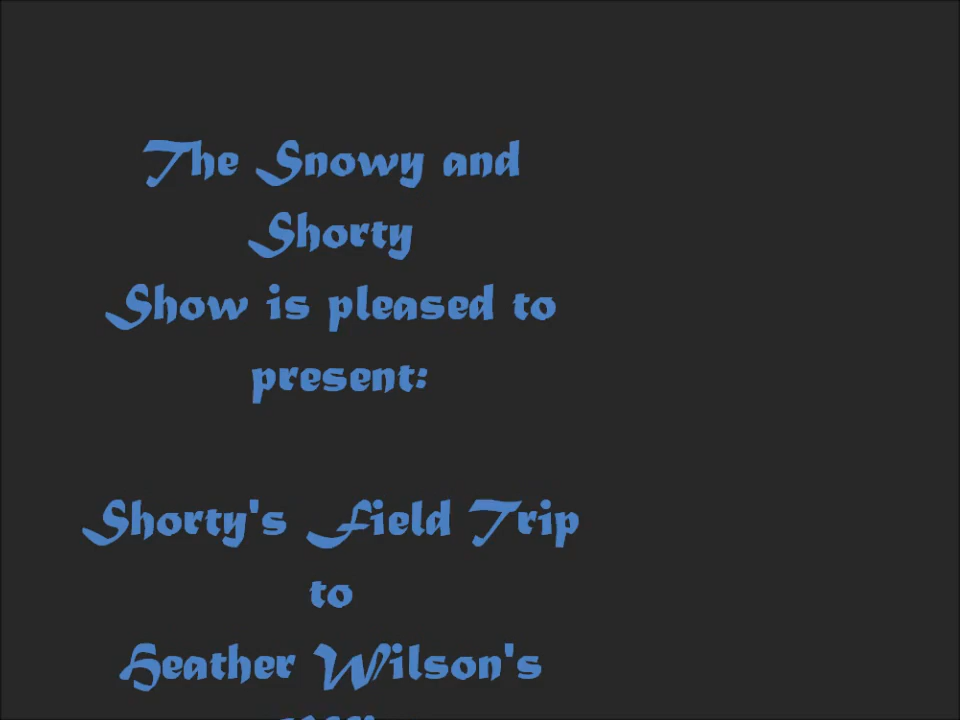 The Snowy and
Shorty
Show is pleased to
present:
Shorty's Field Trip
to
Heather Wilson's